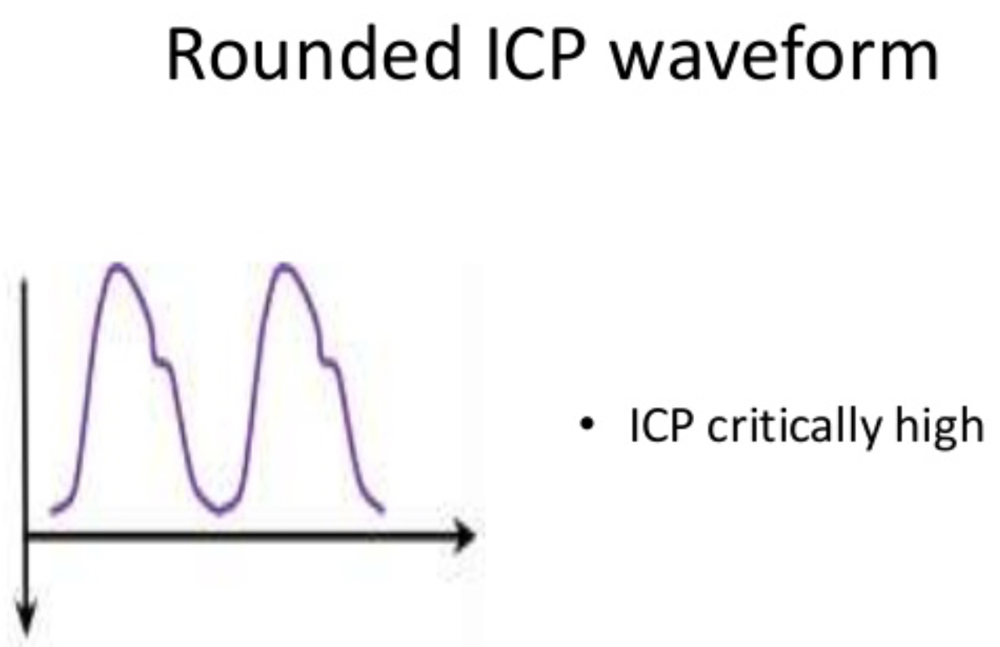 Rounded ICP waveform
• ICP critically high